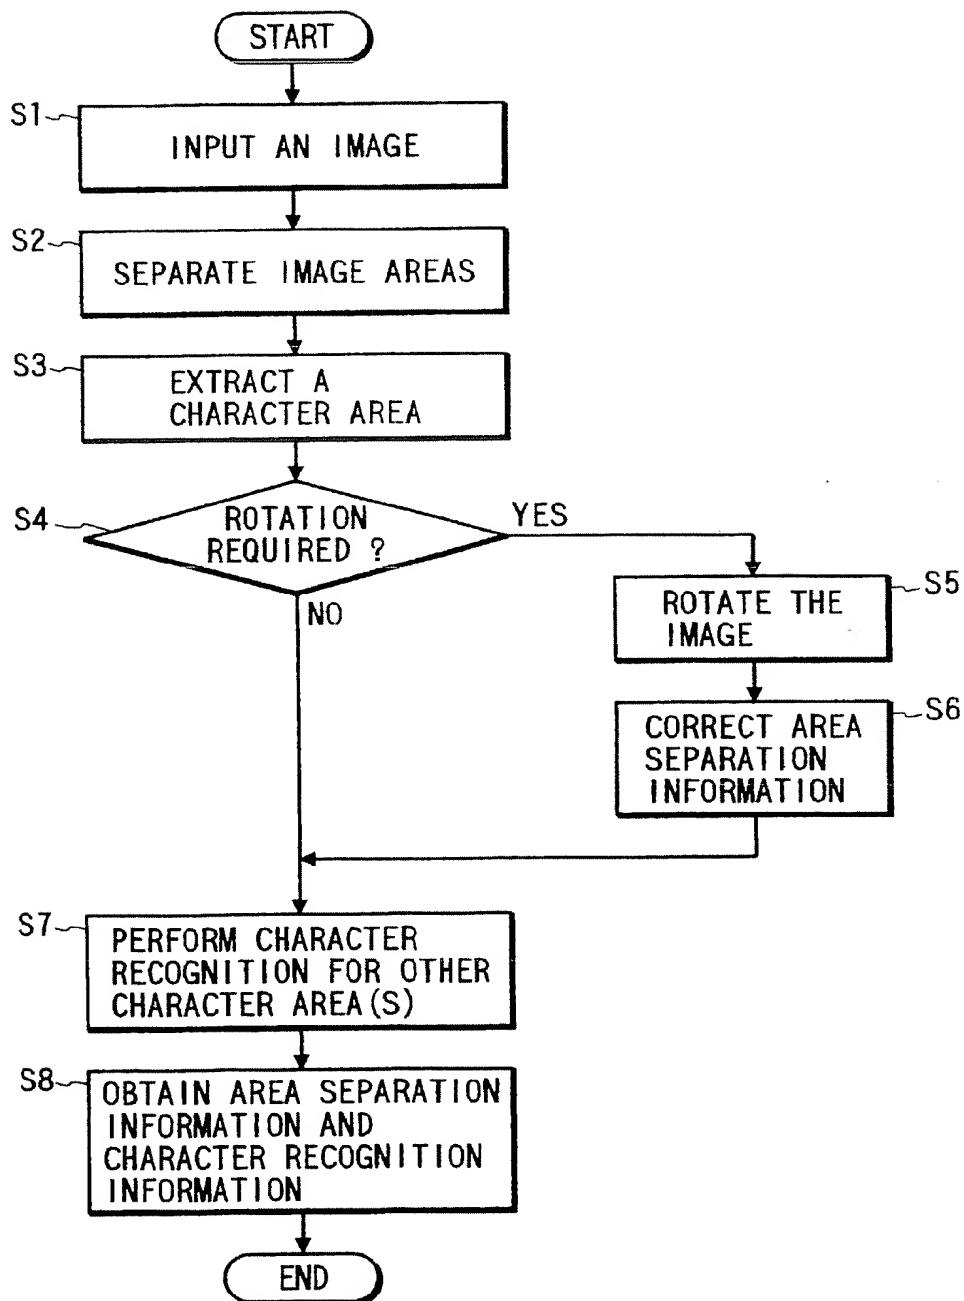 START
S1
INPUT AN IMAGE
S2
SEPARATE IMAGE AREAS
S3
EXTRACT A
CHARACTER AREA
S4
ROTATION
REQUIRED ?
YES
NO
S5
ROTATE THE
IMAGE
S6
CORRECT AREA
SEPARATION
INFORMATION
S7
PERFORM CHARACTER
RECOGNITION FOR OTHER
CHARACTER AREA(S)
S8
OBTAIN AREA SEPARATION
INFORMATION AND
CHARACTER RECOGNITION
INFORMATION
END